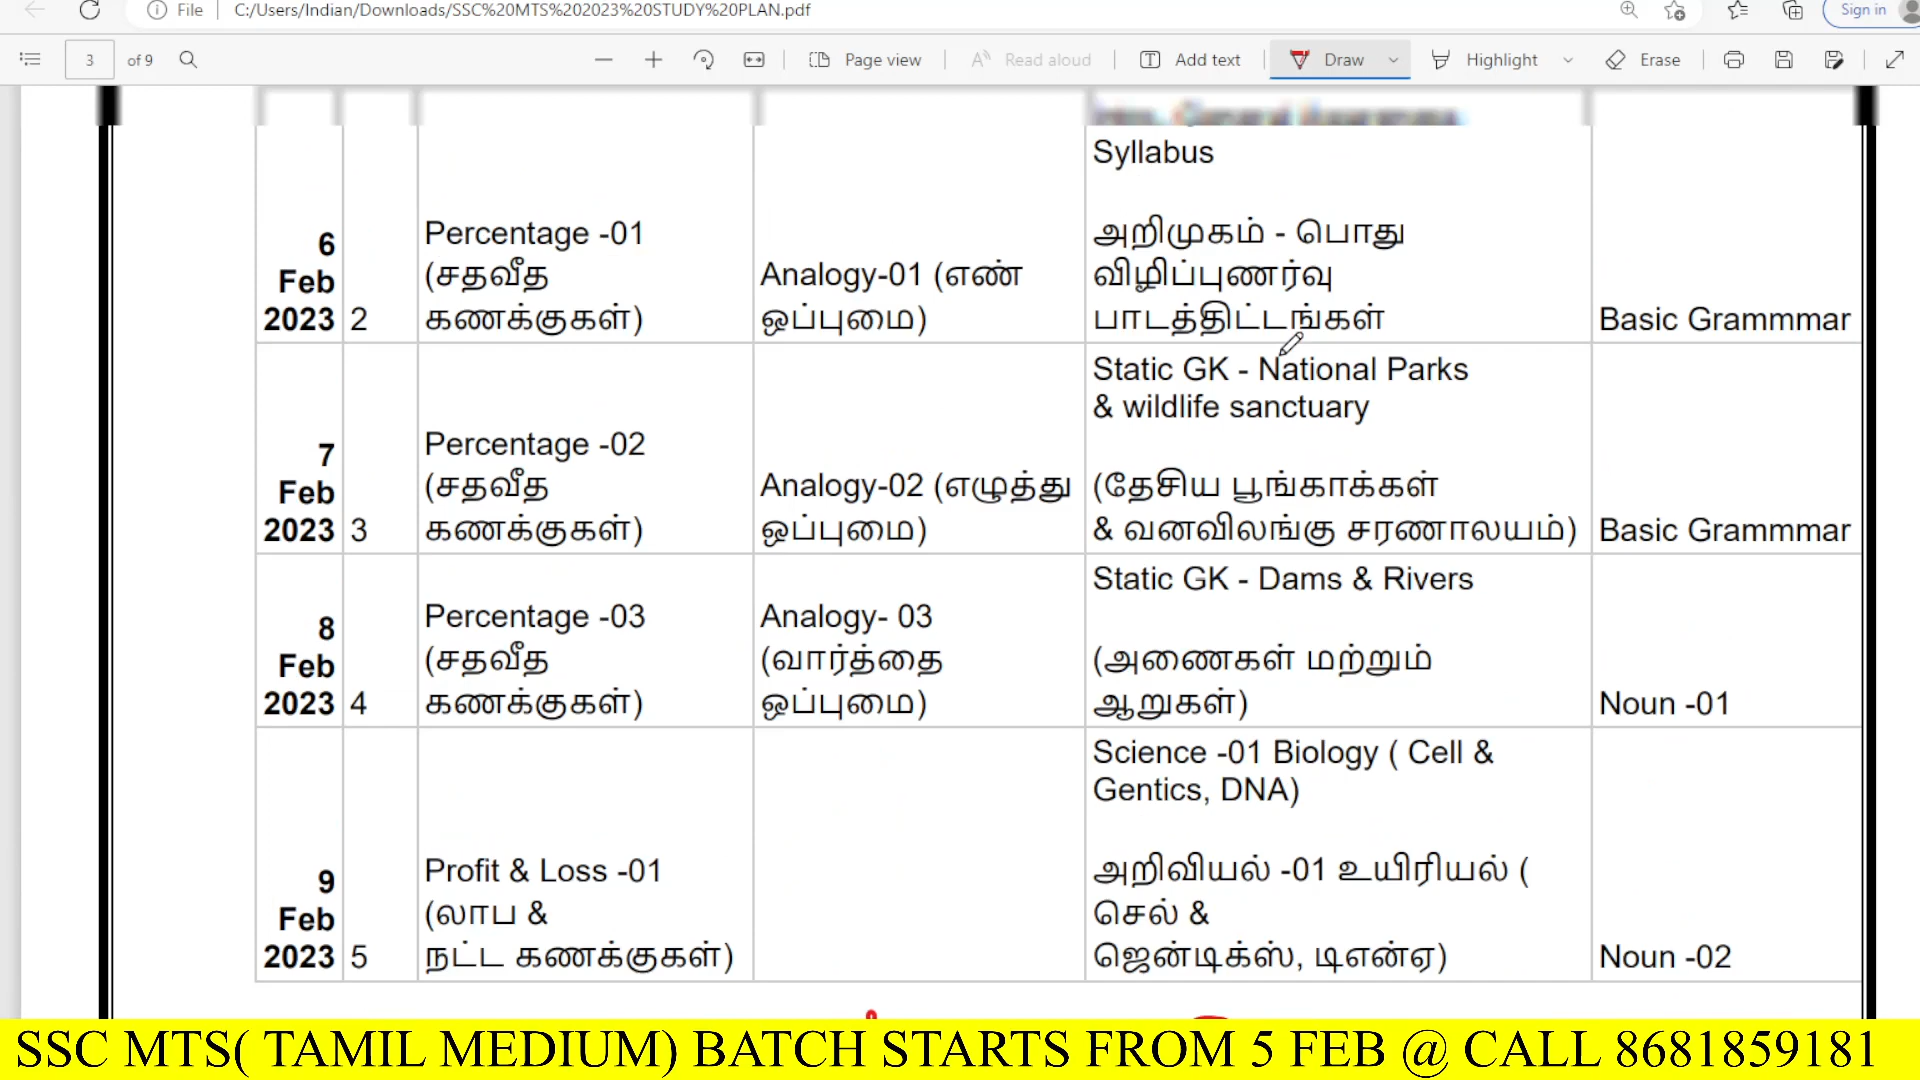 File C:/Users/Indian/Downloads/SSC%20MTS%202023%20STUDY%20PLAN.pdf Sign in
3 of 9 Page view Read aloud Add text Draw Highlight Erase
General Awareness
Syllabus
6
Feb
2023
2
Percentage -01
(சதவீத
கணக்குகள்)
Analogy-01 (எண்
ஒப்புமை)
அறிமுகம் - பொது
விழிப்புணர்வு
பாடத்திட்டங்கள்
Basic Grammmar
7
Feb
2023
3
Percentage -02
(சதவீத
கணக்குகள்)
Analogy-02 (எழுத்து
ஒப்புமை)
Static GK - National Parks
& wildlife sanctuary
(தேசிய பூங்காக்கள்
& வனவிலங்கு சரணாலயம்)
Basic Grammmar
8
Feb
2023
4
Percentage -03
(சதவீத
கணக்குகள்)
Analogy- 03
(வார்த்தை
ஒப்புமை)
Static GK - Dams & Rivers
(அணைகள் மற்றும்
ஆறுகள்)
Noun -01
9
Feb
2023
5
Profit & Loss -01
(லாப &
நட்ட கணக்குகள்)
Science -01 Biology ( Cell &
Gentics, DNA)
அறிவியல் -01 உயிரியல் (
செல் &
ஜென்டிக்ஸ், டிஎன்ஏ)
Noun -02
SSC MTS( TAMIL MEDIUM) BATCH STARTS FROM 5 FEB @ CALL 8681859181